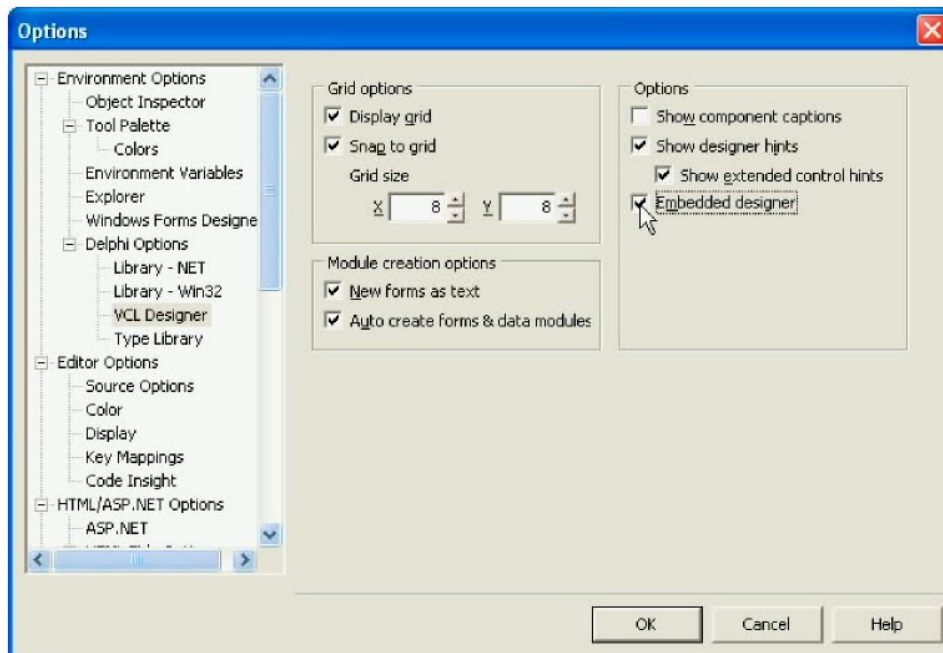 Options
Environment Options
Object Inspector
Tool Palette
Colors
Environment Variables
Explorer
Windows Forms Designe
Delphi Options
Library - NET
Library - Win32
VCL Designer
Type Library
Editor Options
Source Options
Color
Display
Key Mappings
Code Insight
HTML/ASP.NET Options
ASP.NET
Grid options
Display grid
Snap to grid
Grid size
X 8 Y 8
Module creation options
New forms as text
Auto create forms & data modules
Options
Show component captions
Show designer hints
Show extended control hints
Embedded designer
OK Cancel Help